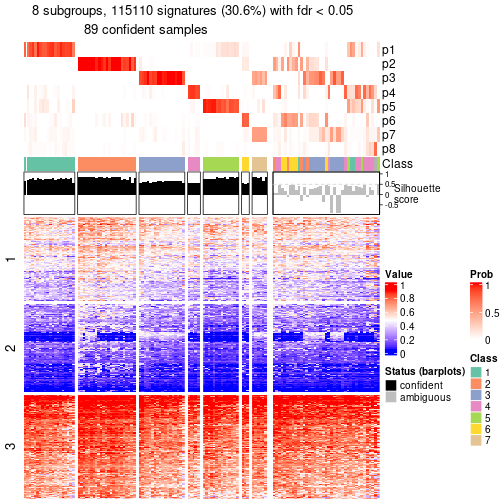 8 subgroups, 115110 signatures (30.6%) with fdr < 0.05
89 confident samples
p1
p2
p3
p4
p5
p6
p7
p8
Class
1
0.5
0
-0.5
Silhouette
score
1
2
3
Value
1
0.8
0.6
0.4
0.2
0
Status (barplots)
confident
ambiguous
Prob
1
0.5
0
Class
1
2
3
4
5
6
7